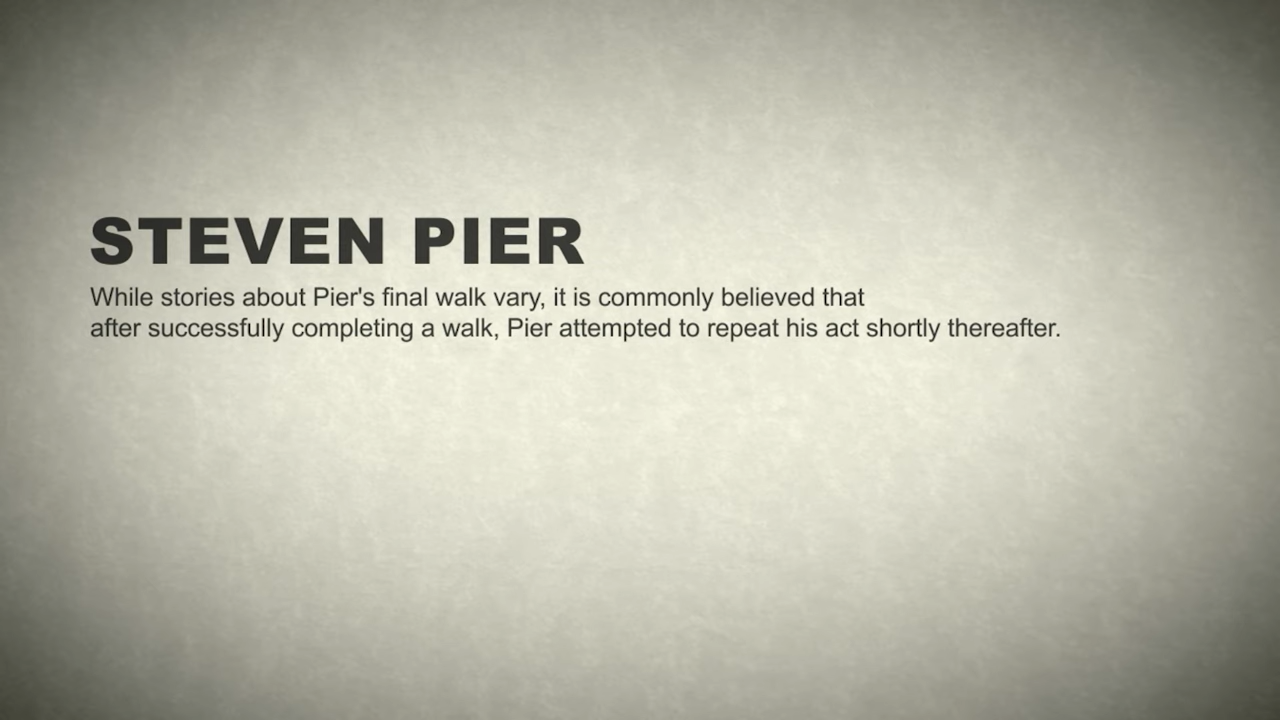 STEVEN PIER
While stories about Pier's final walk vary, it is commonly believed that
after successfully completing a walk, Pier attempted to repeat his act shortly thereafter.